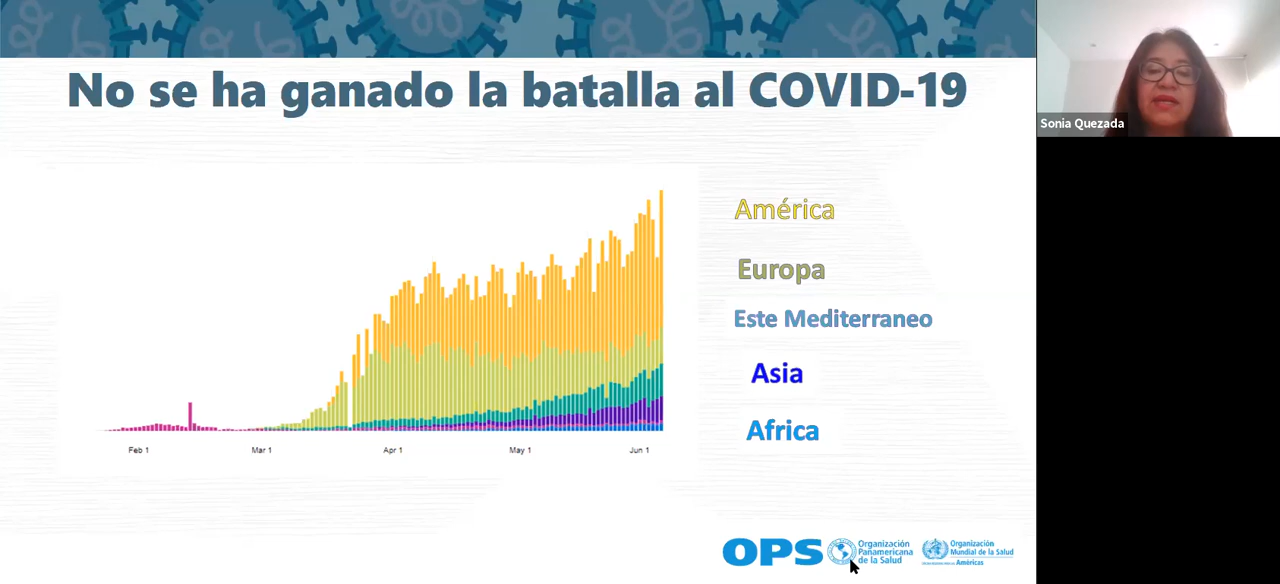 No se ha ganado la batalla al COVID-19
Sonia Quezada
América
Europa
Este Mediterraneo
Asia
Africa
Feb 1
Mar 1
Apr 1
May 1
Jun 1
OPS
Organización
Panamericana
de la Salud
Organización
Mundial de la Salud
Américas